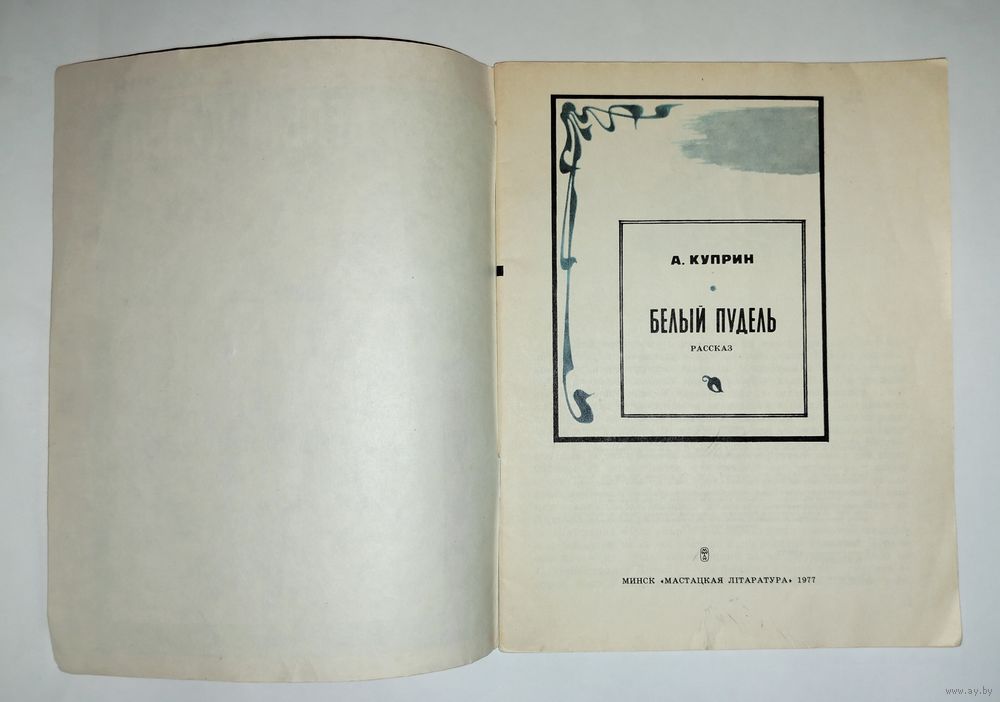 А. КУПРИН
БЕЛЫЙ ПУДЕЛЬ
РАССКАЗ
МИНСК «МАСТАЦКАЯ ЛІТАРАТУРА» 1977
www.ay.by